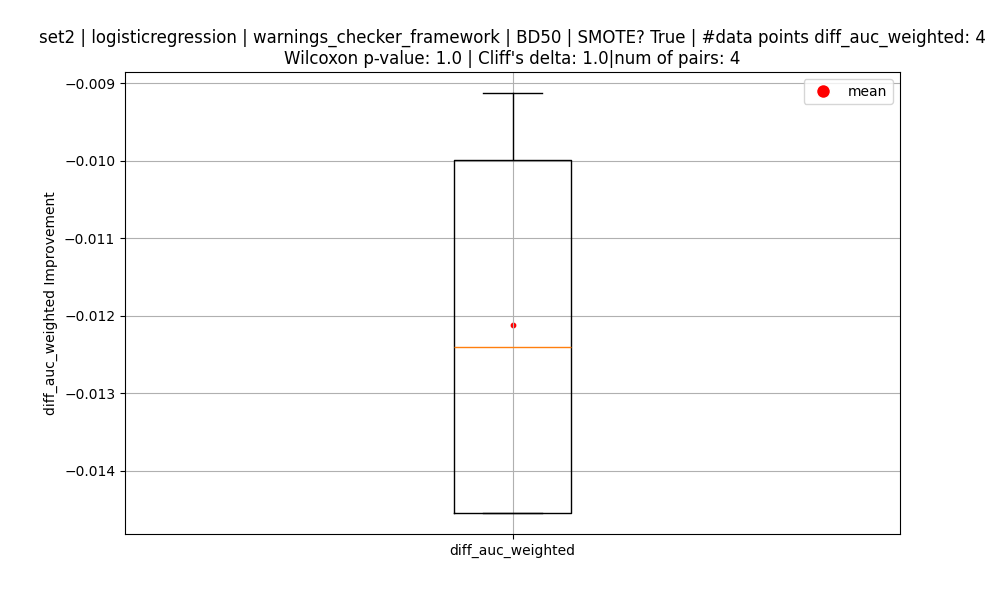 set2 | logisticregression | warnings_checker_framework | BD50 | SMOTE? True | #data points diff_auc_weighted: 4
Wilcoxon p-value: 1.0 | Cliff's delta: 1.0|num of pairs: 4
mean
−0.009
−0.010
−0.011
−0.012
−0.013
−0.014
diff_auc_weighted Improvement
diff_auc_weighted